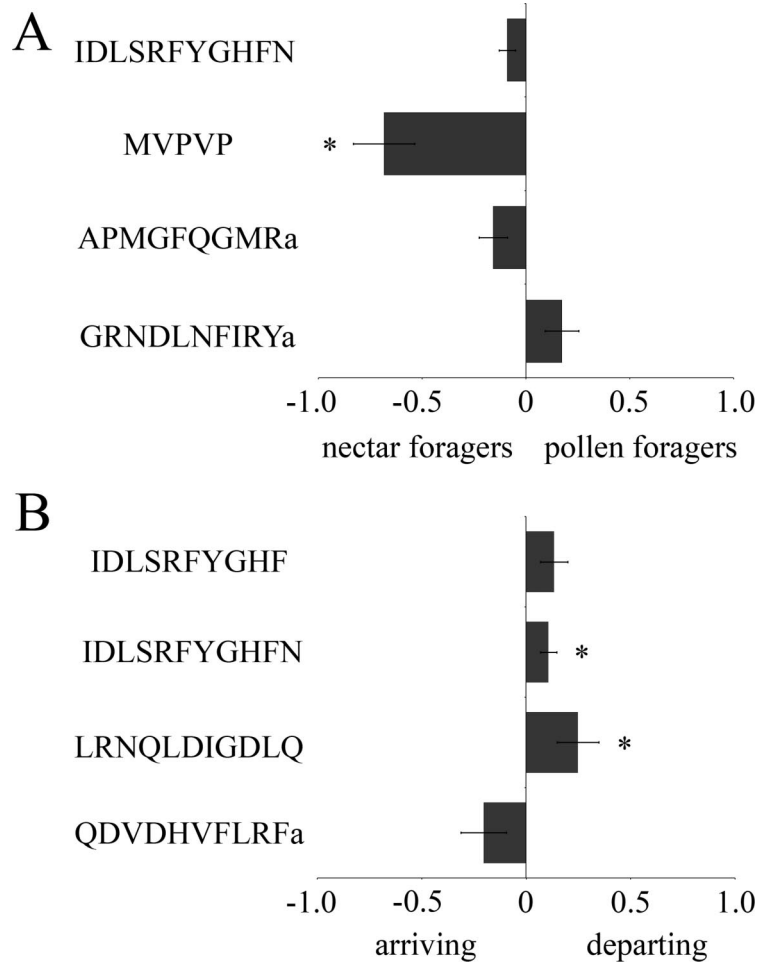 A
IDLSRFYGHFN
*
MVPVP
APMGFQGMRa
GRNDLNFIRYa
-1.0 -0.5 0 0.5 1.0
nectar foragers pollen foragers
B
IDLSRFYGHF
IDLSRFYGHFN *
LRNQLDIGDLQ *
QDVDHVFLRFa
-1.0 -0.5 0 0.5 1.0
arriving departing